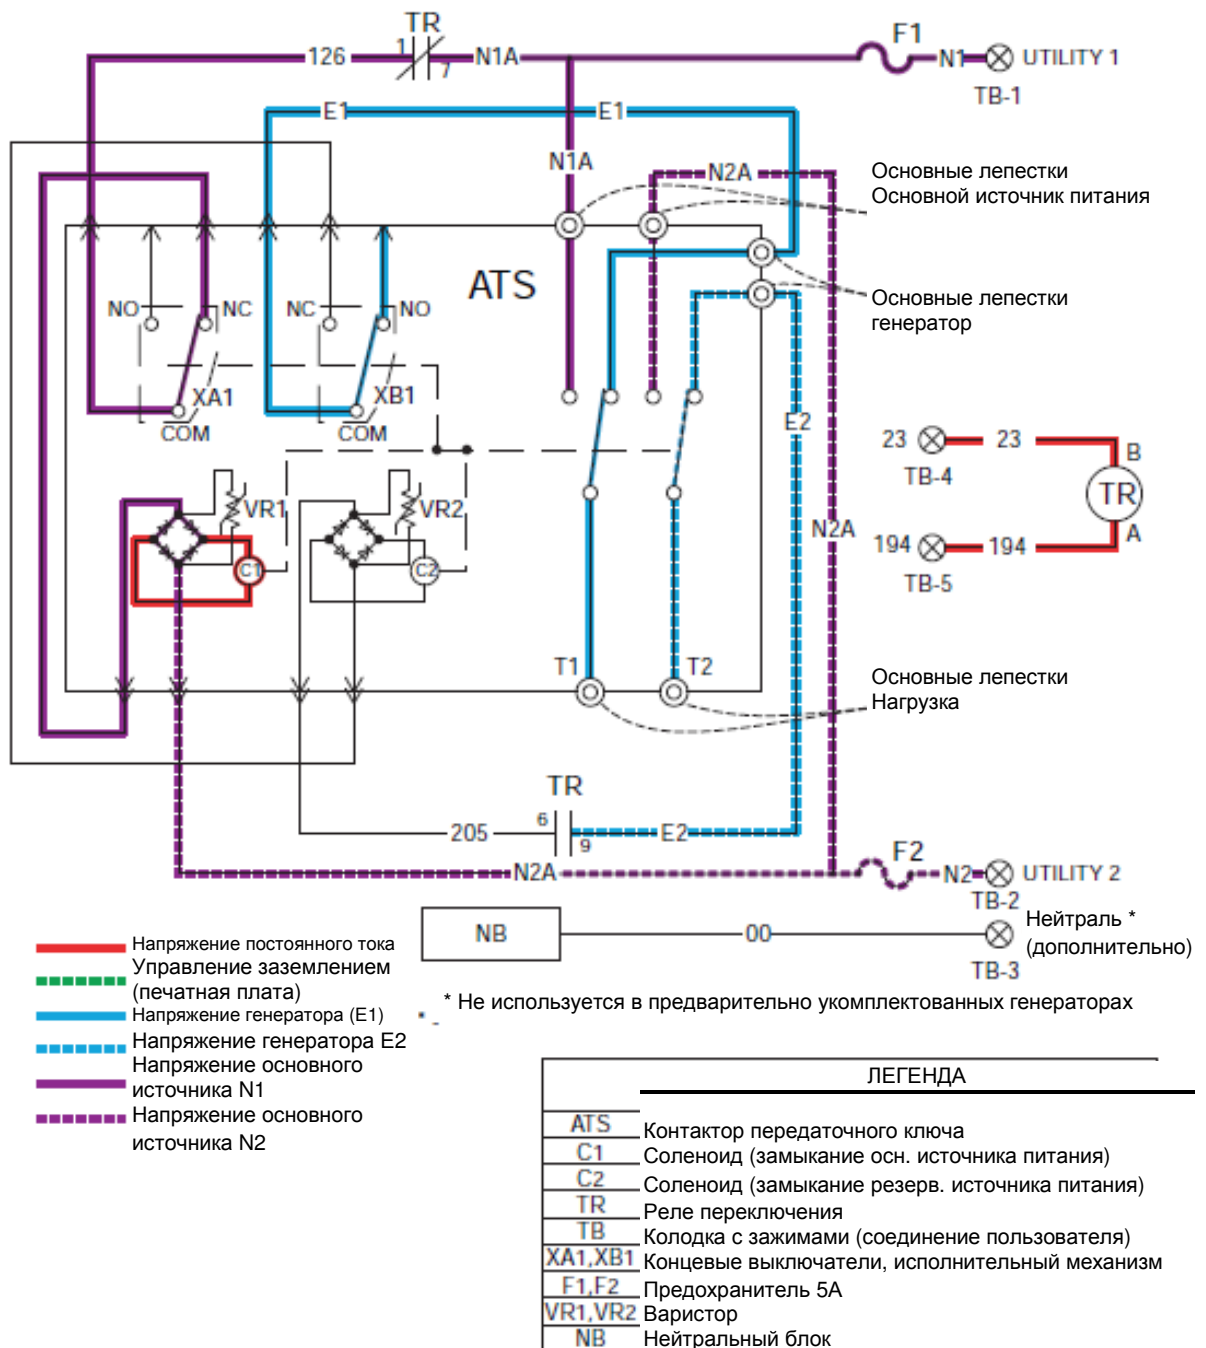 TR
F1
1
126
7
N1A
N1
UTILITY 1
TB-1
E1
E1
N1A
N2A
Основные лепестки
Основной источник питания
ATS
Основные лепестки
генератор
NO
NC
NC
NO
XA1
XB1
COM
COM
E2
23
23
B
TB-4
TR
VR1
VR2
N2A
194
194
A
C1
C2
TB-5
T1
T2
Основные лепестки
Нагрузка
TR
6
205
9
E2
F2
N2A
N2
UTILITY 2
TB-2
Нейтраль *
(дополнительно)
NB
00
TB-3
Напряжение постоянного тока
Управление заземлением
(печатная плата)
Напряжение генератора (E1)
Напряжение генератора E2
Напряжение основного
источника N1
Напряжение основного
источника N2
* Не используется в предварительно укомплектованных генераторах
ЛЕГЕНДА
ATS Контактор передаточного ключа
C1 Соленоид (замыкание осн. источника питания)
C2 Соленоид (замыкание резерв. источника питания)
TR Реле переключения
TB Колодка с зажимами (соединение пользователя)
XA1,XB1 Концевые выключатели, исполнительный механизм
F1,F2 Предохранитель 5А
VR1,VR2 Варистор
NB Нейтральный блок